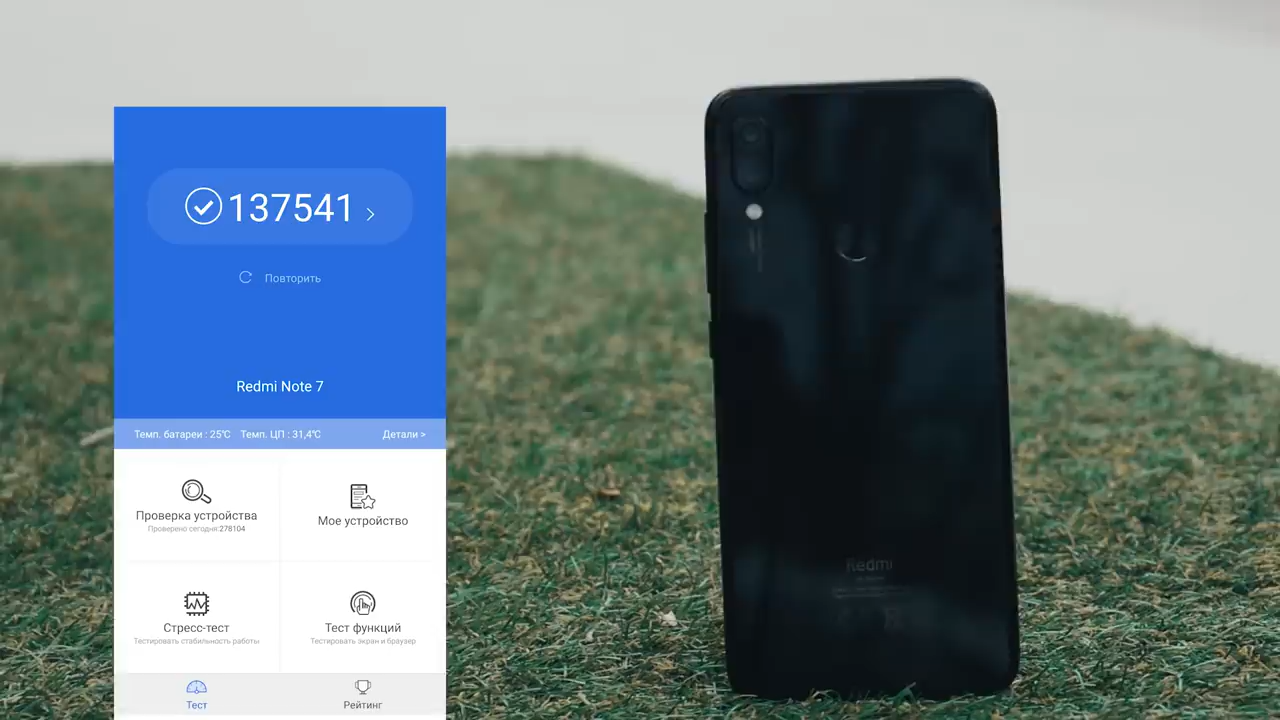 137541
Повторить
Redmi Note 7
Темп. батареи : 25℃ Темп. ЦП : 31,4℃ Детали >
Проверка устройства
Проверено сегодня:278104
Мое устройство
Стресс-тест
Тестировать стабильность работы
Тест функций
Тестировать экран и браузер
Тест
Рейтинг
Redmi